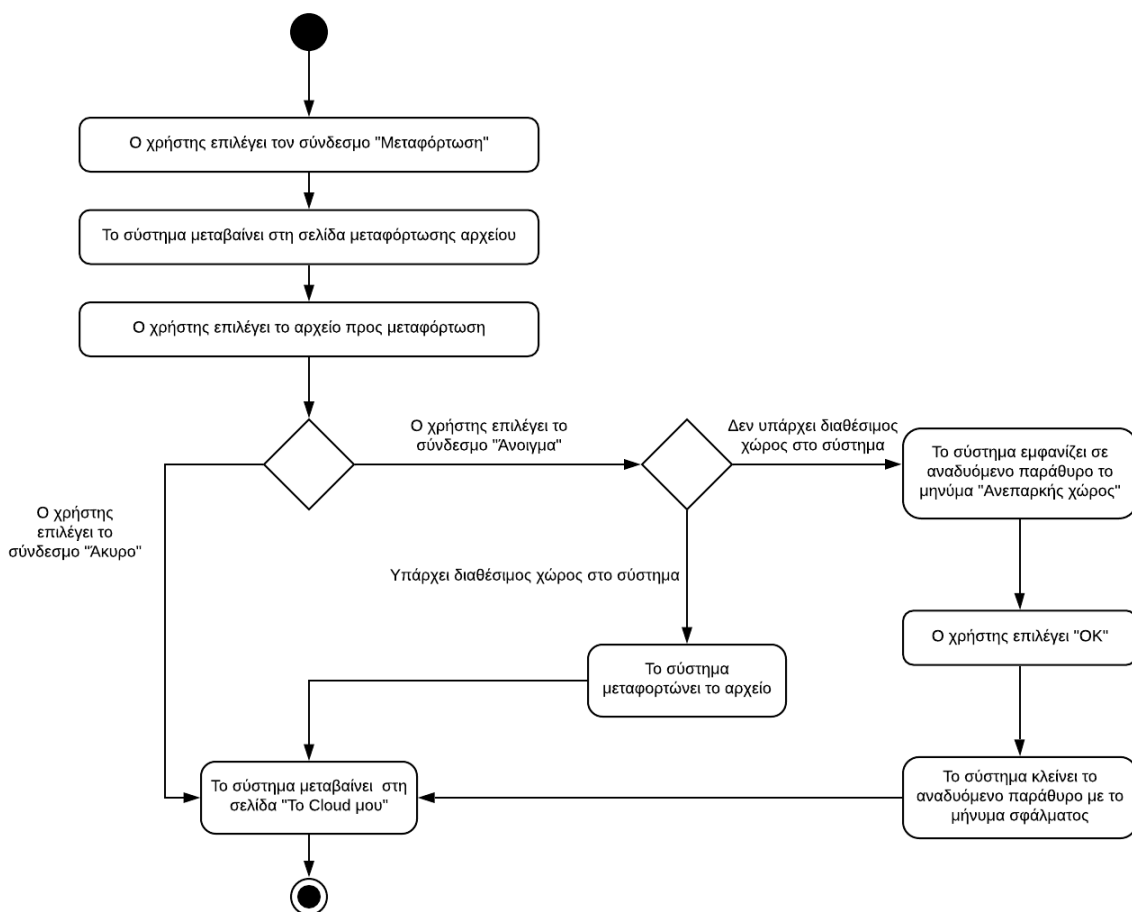 Ο χρήστης επιλέγει τον σύνδεσμο "Μεταφόρτωση"
Το σύστημα μεταβαίνει στη σελίδα μεταφόρτωσης αρχείου
Ο χρήστης επιλέγει το αρχείο προς μεταφόρτωση
Ο χρήστης επιλέγει το
σύνδεσμο "Άνοιγμα"
Δεν υπάρχει διαθέσιμος
χώρος στο σύστημα
Το σύστημα εμφανίζει σε
αναδυόμενο παράθυρο το
μηνύμα "Ανεπαρκής χώρος"
Ο χρήστης
επιλέγει το
σύνδεσμο "Άκυρο"
Υπάρχει διαθέσιμος χώρος στο σύστημα
Ο χρήστης επιλέγει "ΟΚ"
Το σύστημα
μεταφορτώνει το αρχείο
Το σύστημα μεταβαίνει  στη
σελίδα "Το Cloud μου"
Το σύστημα κλείνει το
αναδυόμενο παράθυρο με το
μήνυμα σφάλματος